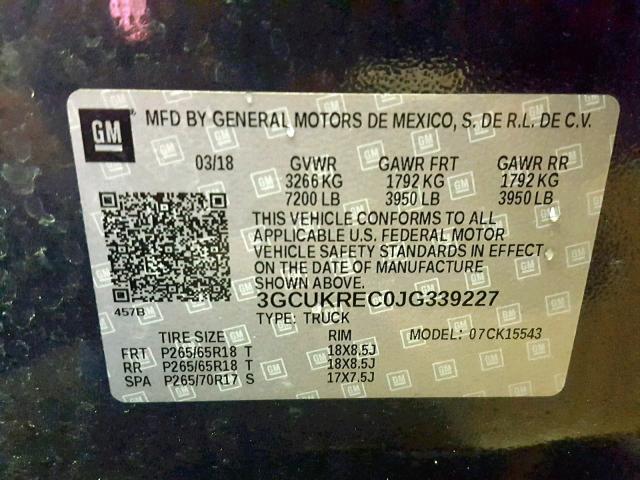 GM
MFD BY GENERAL MOTORS DE MEXICO, S. DE R.L. DE C.V.
03/18 GVWR GAWR FRT GAWR RR
3266 KG 1792 KG 1792 KG
7200 LB 3950 LB 3950 LB
THIS VEHICLE CONFORMS TO ALL
APPLICABLE U.S. FEDERAL MOTOR
VEHICLE SAFETY STANDARDS IN EFFECT
ON THE DATE OF MANUFACTURE
SHOWN ABOVE.
3GCUKREC0JG339227
457B
TYPE: TRUCK
TIRE SIZE RIM MODEL: 07CK15543
FRT P265/65R18 T 18X8.5J
RR P265/65R18 T 18X8.5J
SPA P265/70R17 S 17X7.5J